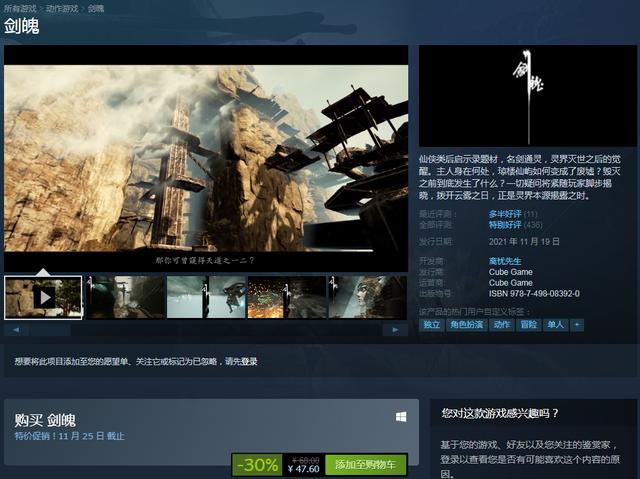 所有游戏 > 动作游戏 > 剑魄
剑魄
那你可曾窥得天道之一二？
剑魄
仙侠类后启示录题材，名剑通灵，灵界灭世之后的觉
醒。主人身在何处，琼楼仙屿如何变成了废墟？毁灭
之前到底发生了什么？一切疑问将紧随玩家脚步揭
晓，拨开云雾之日，正是灵界本源揭露之时。
最近评测： 多半好评 (11)
全部评测： 特别好评 (436)
发行日期： 2021 年 11 月 19 日
开发商： 离忧先生
发行商： Cube Game
运营商： Cube Game
出版物号： ISBN 978-7-498-08392-0
该产品的热门用户自定义标签：
独立 角色扮演 动作 冒险 单人 +
想要将此项目添加至您的愿望单、关注它或标记为已忽略，请先登录
购买 剑魄
特价促销！11 月 25 日 截止
-30% ¥ 68.00 ¥ 47.60 添加至购物车
您对这款游戏感兴趣吗？
基于您的游戏、好友以及您关注的鉴赏家，
登录以查看您是否有可能喜欢这个内容的原
因。